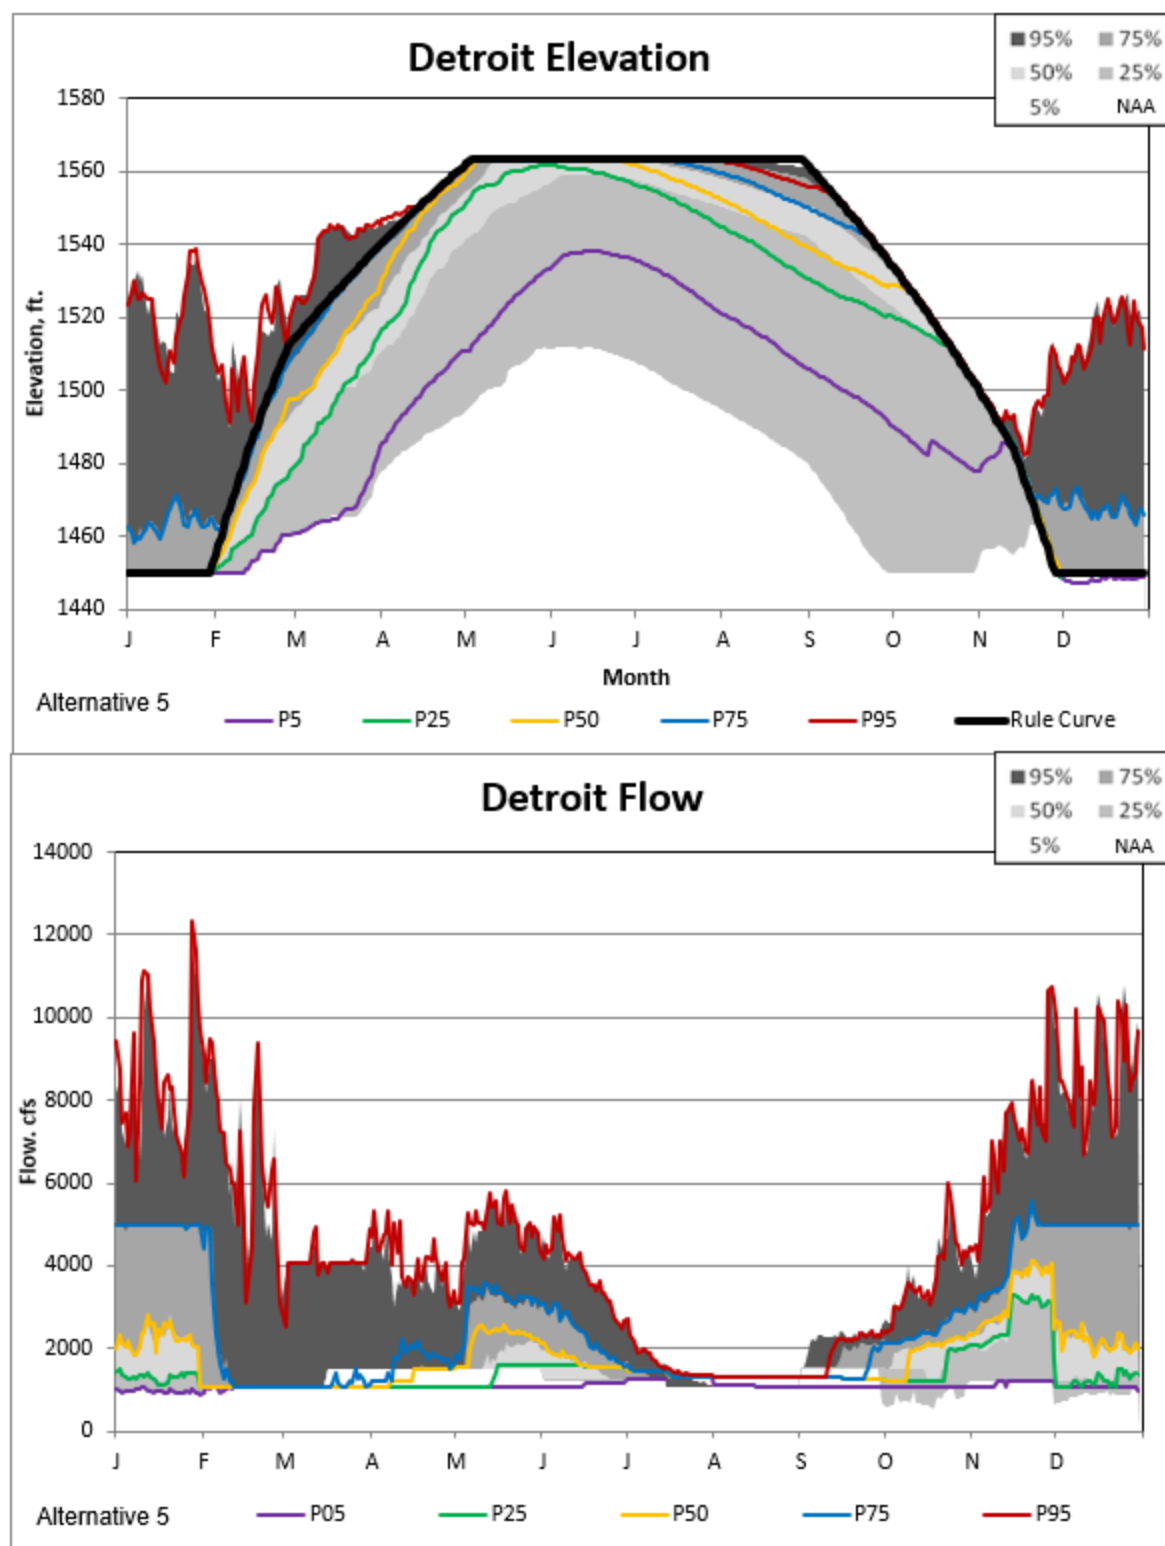 Detroit Elevation
95% 75%
50% 25%
5% NAA
1580
1560
1540
1520
1500
1480
1460
1440
Elevation, ft.
J F M A M J J A S O N D
Month
Alternative 5
P5 P25 P50 P75 P95 Rule Curve
Detroit Flow
95% 75%
50% 25%
5% NAA
14000
12000
10000
8000
6000
4000
2000
0
Flow. cfs
J F M A M J J A S O N D
Alternative 5
P05 P25 P50 P75 P95